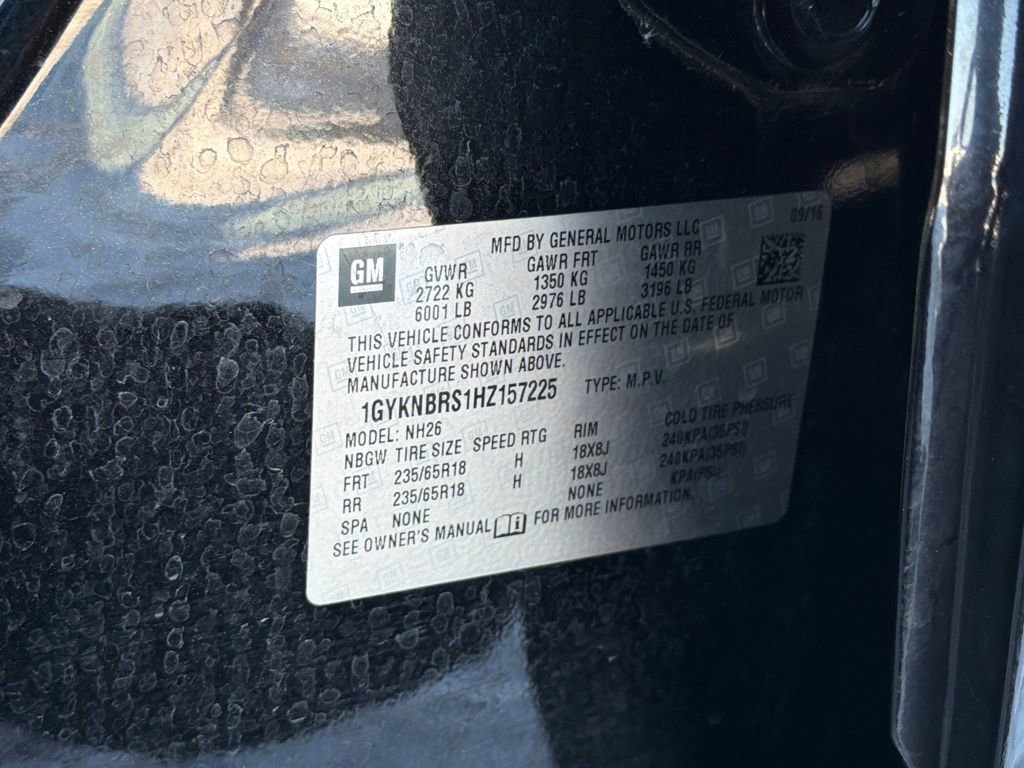 09/16
GM
MFD BY GENERAL MOTORS LLC
GVWR GAWR FRT GAWR RR
2722 KG 1350 KG 1450 KG
6001 LB 2976 LB 3196 LB
THIS VEHICLE CONFORMS TO ALL APPLICABLE U.S. FEDERAL MOTOR
VEHICLE SAFETY STANDARDS IN EFFECT ON THE DATE OF
MANUFACTURE SHOWN ABOVE.
1GYKNBRS1HZ157225 TYPE: M.P.V.
MODEL: NH26 COLD TIRE PRESSURE
NBGW TIRE SIZE SPEED RTG RIM
FRT 235/65R18 H 18X8J 240KPA(35PSI)
RR 235/65R18 H 18X8J 240KPA(35PSI)
SPA NONE NONE KPA(PSI)
SEE OWNER'S MANUAL FOR MORE INFORMATION.